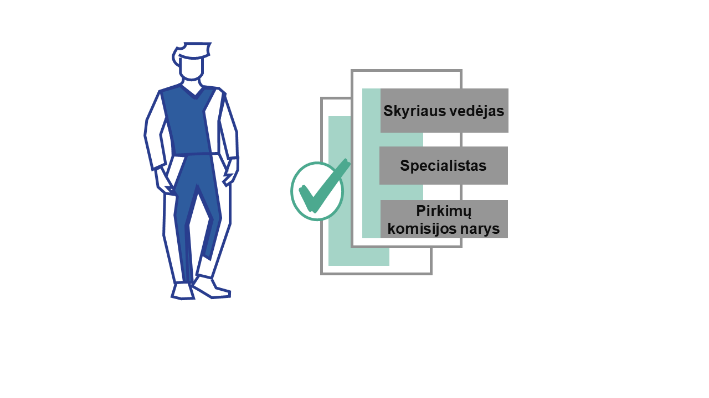 Skyriaus vedėjas
Specialistas
Pirkimų
komisijos narys